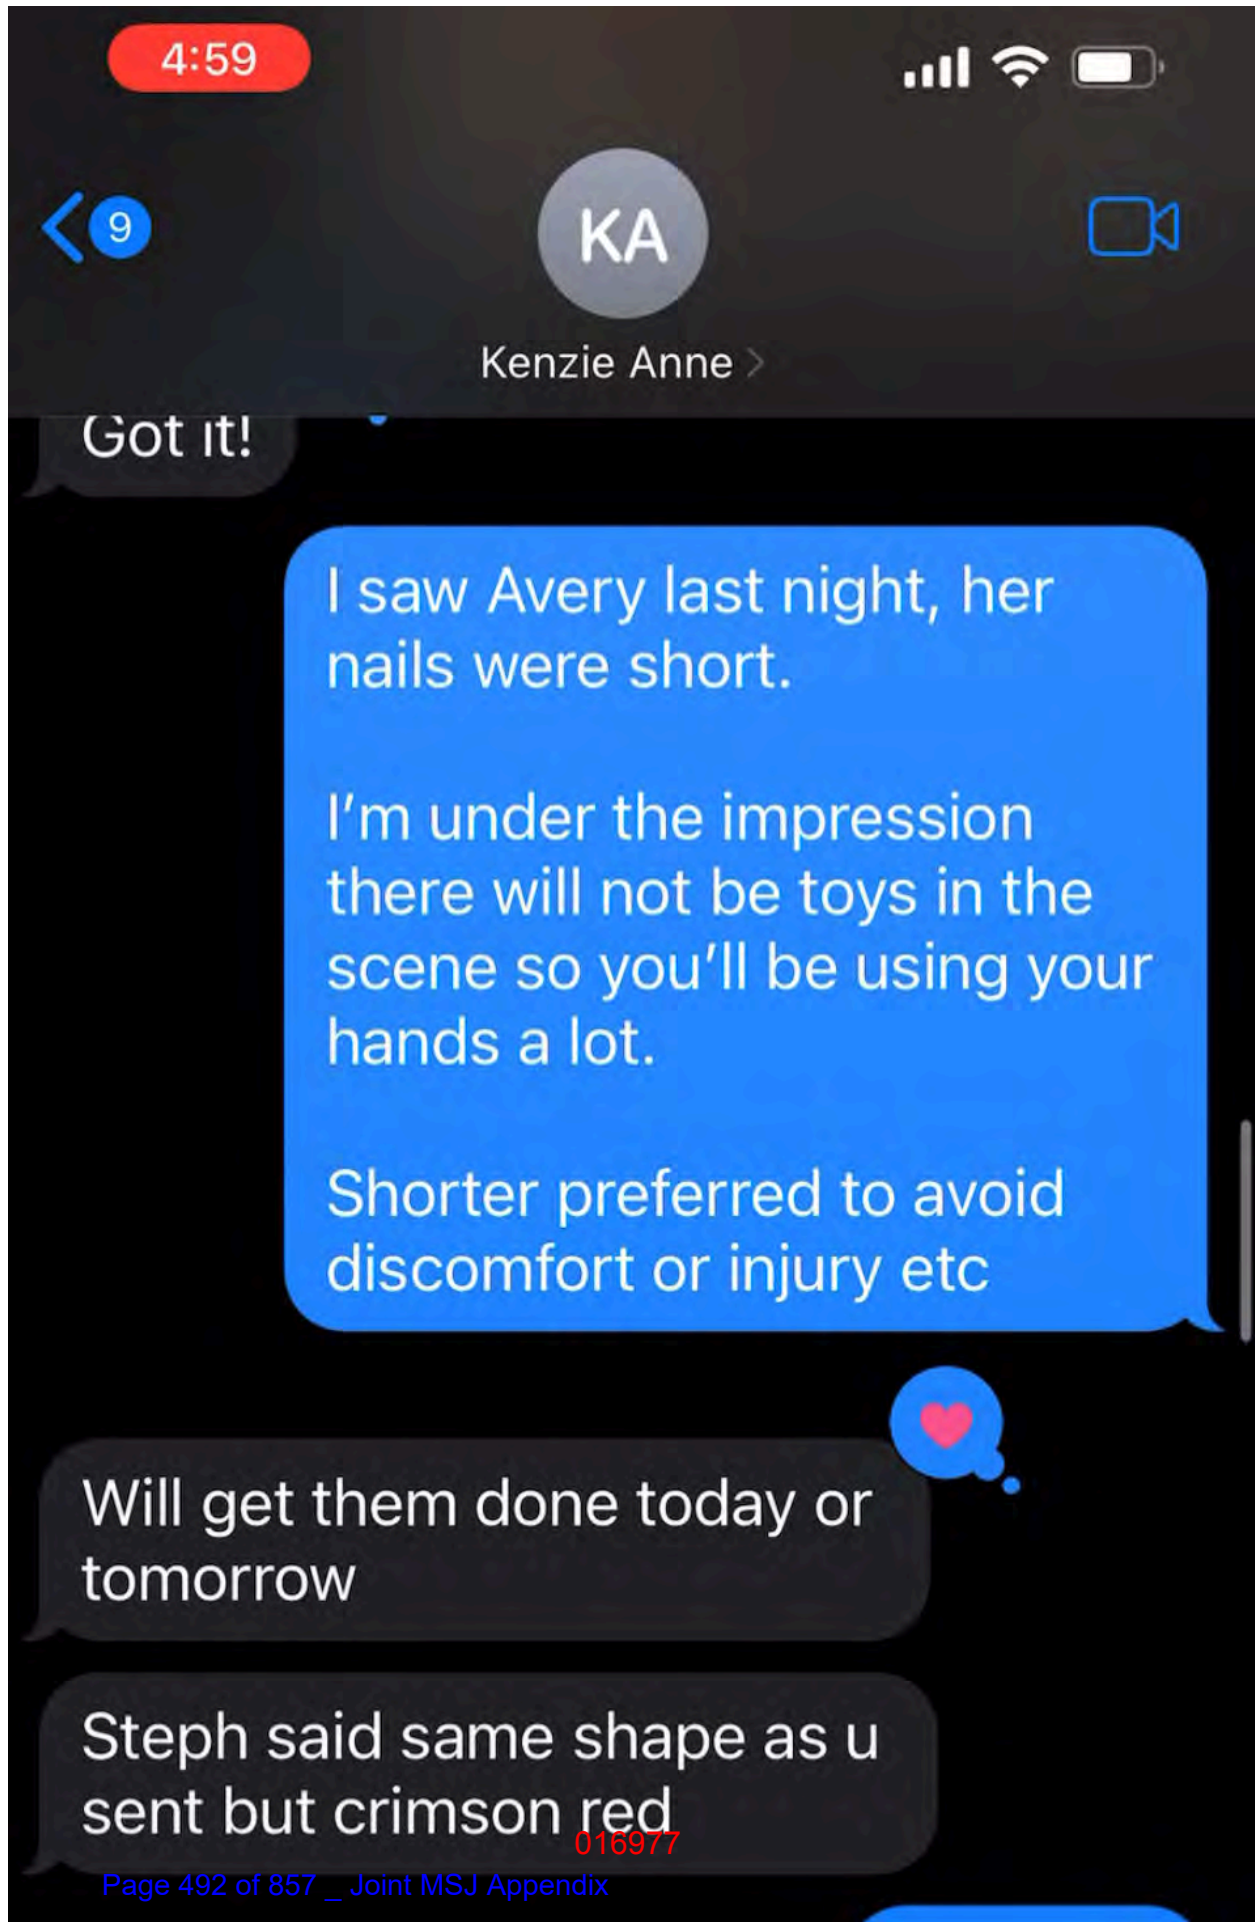 4:59
9
KA
Kenzie Anne
Got it!
I saw Avery last night, her
nails were short.
I'm under the impression
there will not be toys in the
scene so you'll be using your
hands a lot.
Shorter preferred to avoid
discomfort or injury etc
Will get them done today or
tomorrow
Steph said same shape as u
sent but crimson red
016977
Page 492 of 857 _ Joint MSJ Appendix